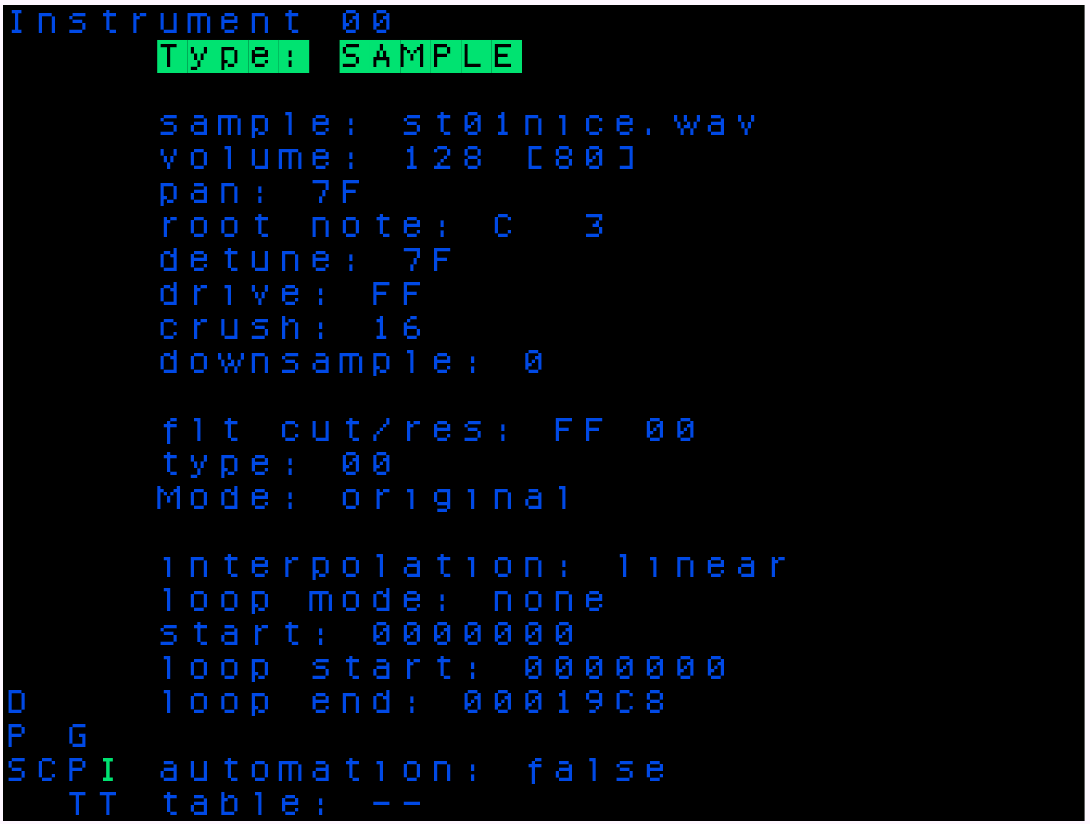 Instrument 00
Type: SAMPLE
sample: st01nice.wav
volume: 128 [80]
pan: 7F
root note: C 3
detune: 7F
drive: FF
crush: 16
downsample: 0
flt cut/res: FF 00
type: 00
Mode: original
interpolation: linear
loop mode: none
start: 0000000
loop start: 0000000
D loop end: 00019C8
P G
SCPI automation: false
TT table: --